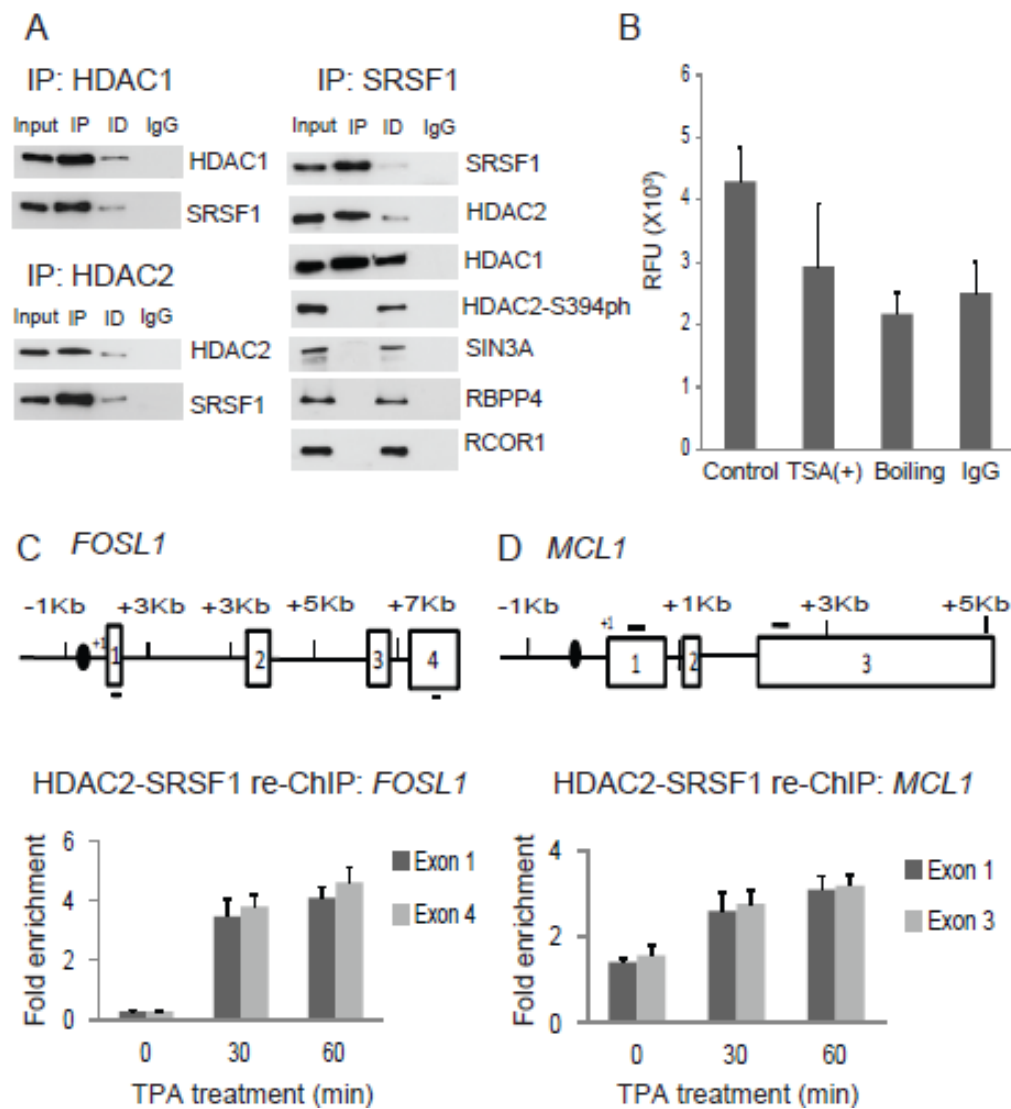 A
IP: HDAC1
Input IP ID IgG
HDAC1
SRSF1
IP: HDAC2
Input IP ID IgG
HDAC2
SRSF1
IP: SRSF1
Input IP ID IgG
SRSF1
HDAC2
HDAC1
HDAC2-S394ph
SIN3A
RBPP4
RCOR1
B
RFU (X10³)
6
5
4
3
2
1
0
Control TSA(+) Boiling IgG
C FOSL1
-1Kb +3Kb +3Kb +5Kb +7Kb
+1
1 2 3 4
HDAC2-SRSF1 re-ChIP: FOSL1
Fold enrichment
6
4
2
0
Exon 1
Exon 4
0 30 60
TPA treatment (min)
D MCL1
-1Kb +1Kb +3Kb +5Kb
+1
1 2 3
HDAC2-SRSF1 re-ChIP: MCL1
Fold enrichment
4
2
0
Exon 1
Exon 3
0 30 60
TPA treatment (min)